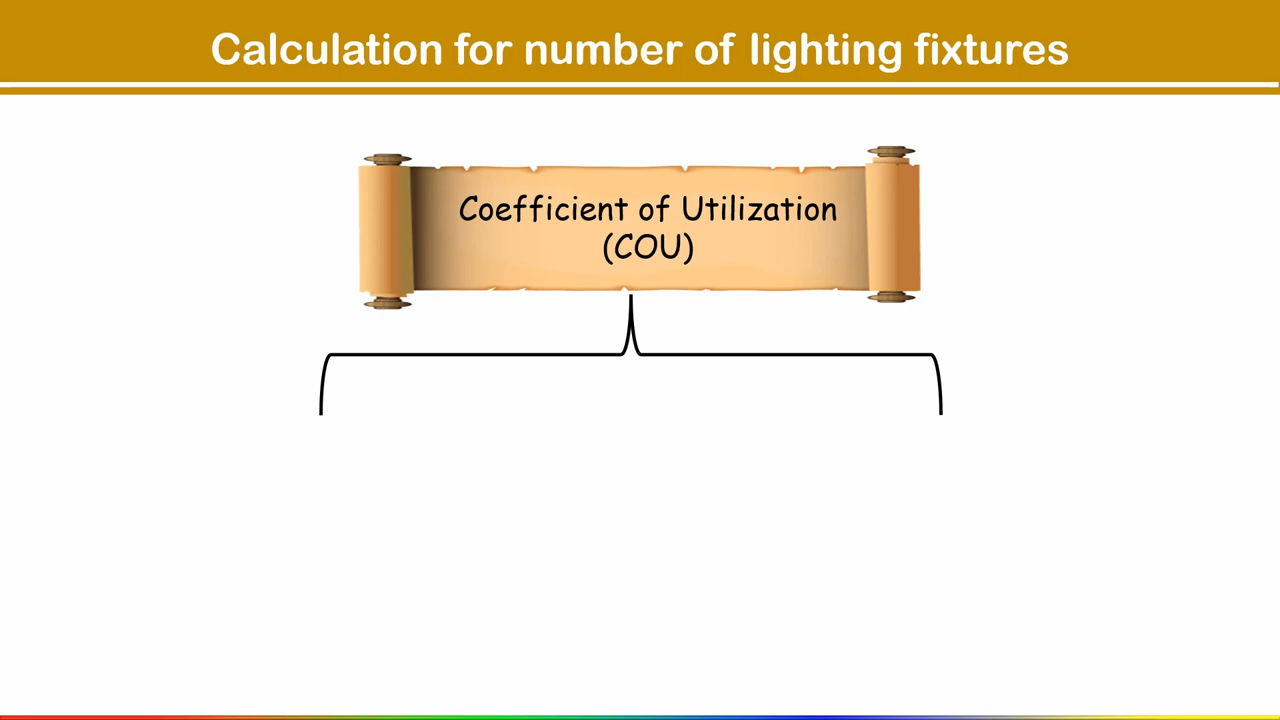 Calculation for number of lighting fixtures
Coefficient of Utilization
(COU)